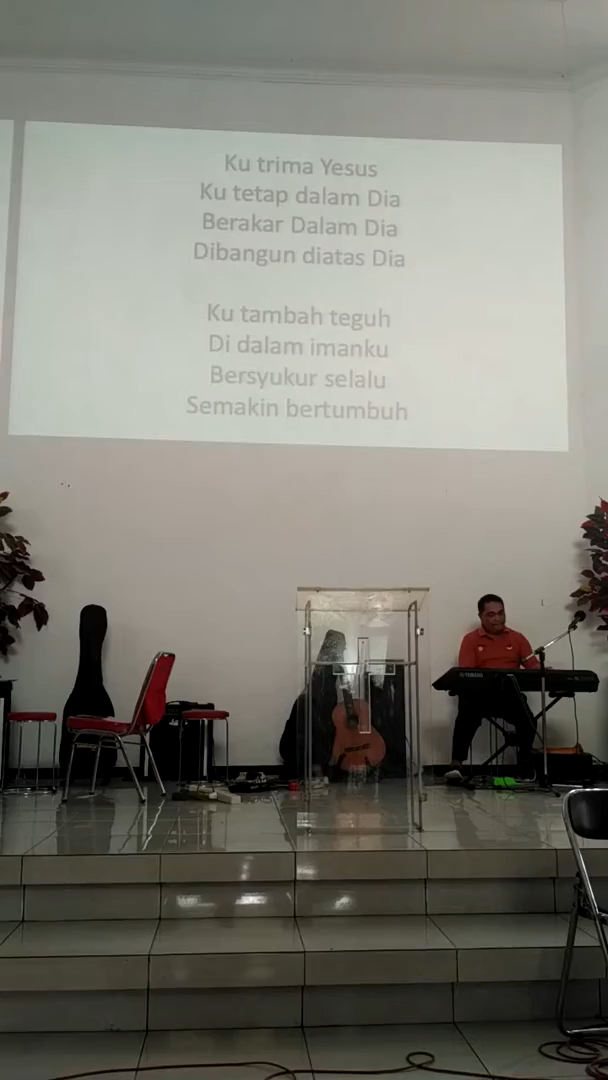 Ku trima Yesus
Ku tetap dalam Dia
Berakar Dalam Dia
Dibangun diatas Dia
Ku tambah teguh
Di dalam imanku
Bersyukur selalu
Semakin bertumbuh
YAMAHA